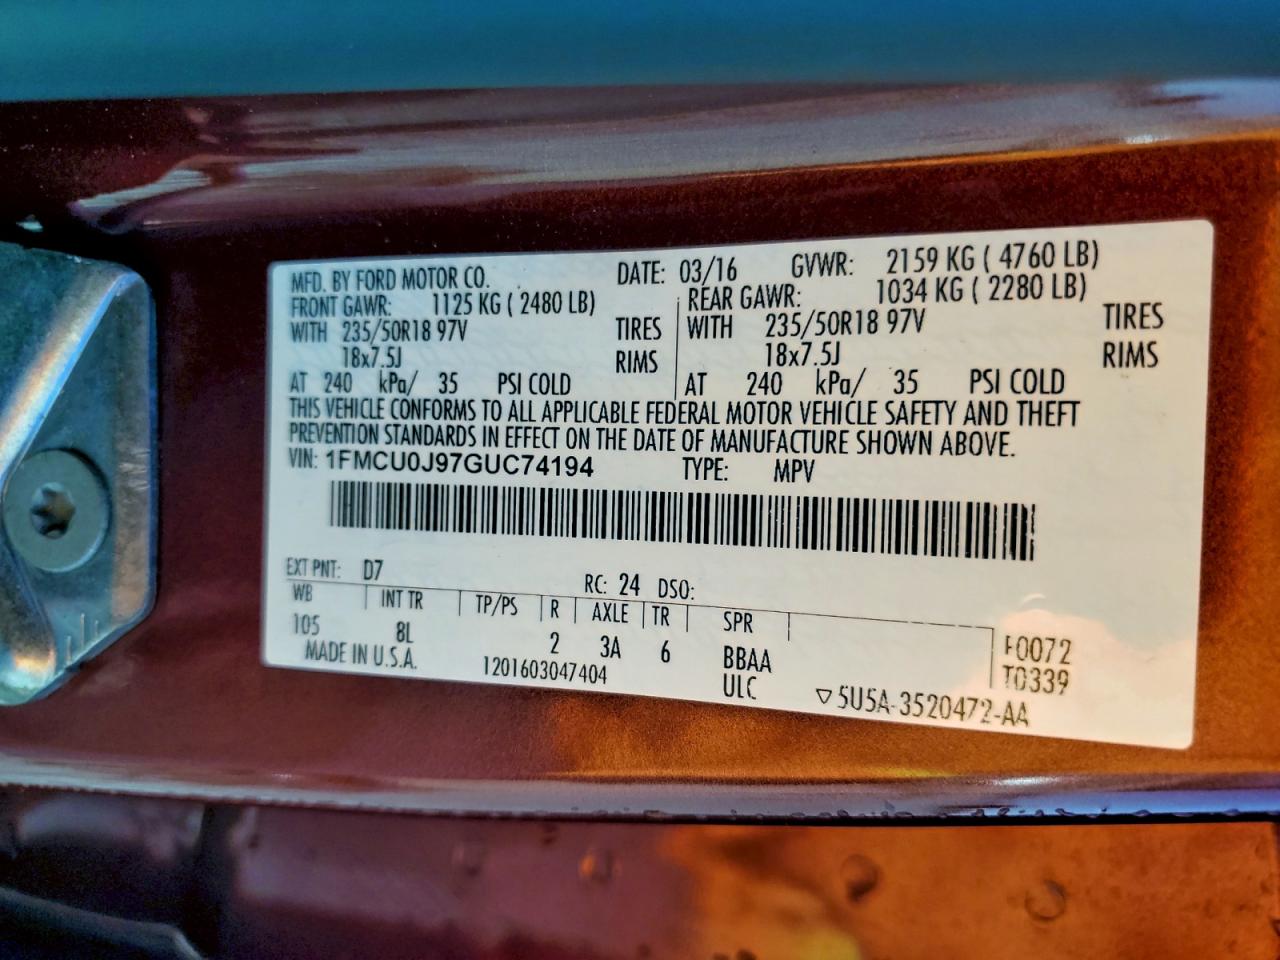 MFD. BY FORD MOTOR CO. DATE: 03/16 GVWR: 2159 KG ( 4760 LB)
FRONT GAWR: 1125 KG ( 2480 LB) REAR GAWR: 1034 KG ( 2280 LB)
WITH 235/50R18 97V TIRES WITH 235/50R18 97V TIRES
18x7.5J RIMS 18x7.5J RIMS
AT 240 kPa/ 35 PSI COLD AT 240 kPa/ 35 PSI COLD
THIS VEHICLE CONFORMS TO ALL APPLICABLE FEDERAL MOTOR VEHICLE SAFETY AND THEFT
PREVENTION STANDARDS IN EFFECT ON THE DATE OF MANUFACTURE SHOWN ABOVE.
VIN: 1FMCU0J97GUC74194 TYPE: MPV
EXT PNT: D7 RC: 24 DSO:
WB INT TR TP/PS R AXLE TR SPR
105 8L 2 3A 6 BBAA F0072
MADE IN U.S.A. 1201603047404 ULC T0339
▽5U5A-3520472-AA